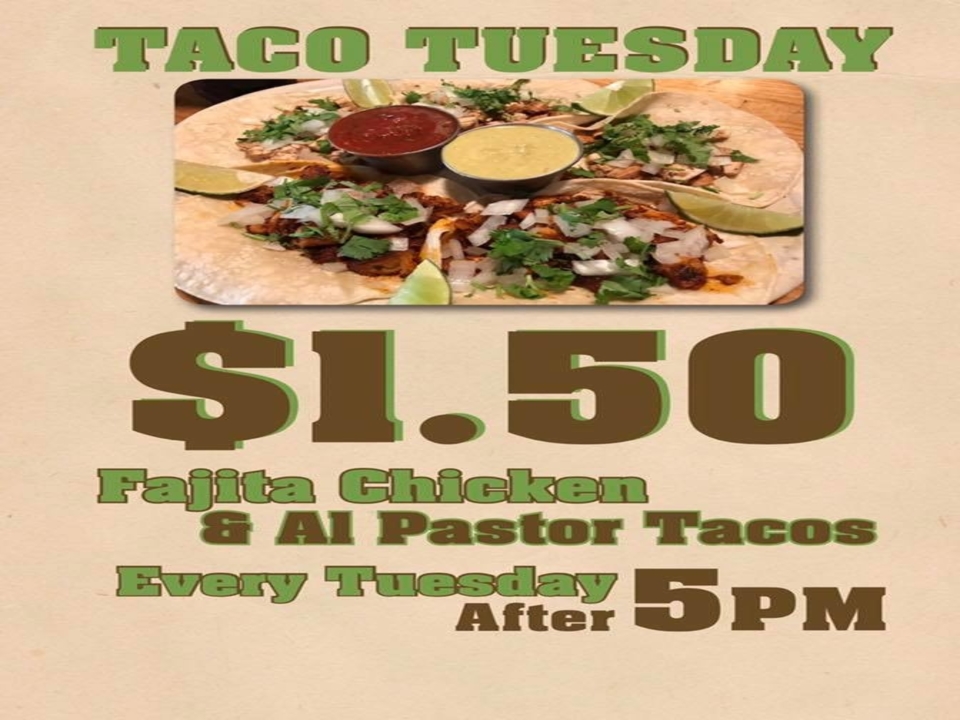 TACO TUESDAY
$1.50
Fajita Chicken
& Al Pastor Tacos
Every Tuesday
After 5PM